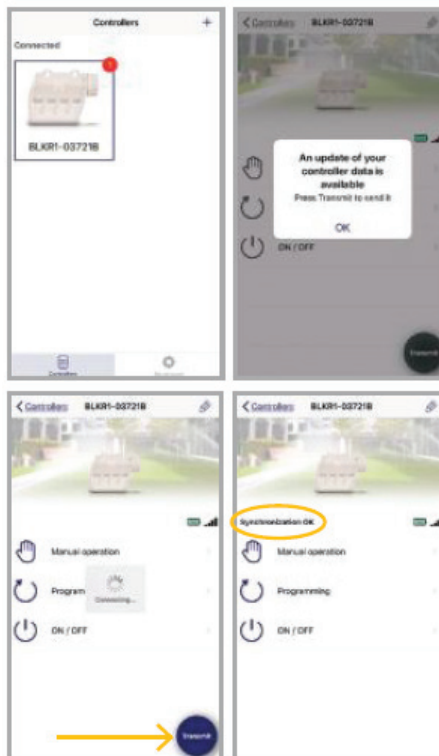 Controllers
+
Connected
1
BLKR1-03721B
Controllers
< Controllers BLKR1-03721B
An update of your
controller data is
available
Press Transmit to send it
OK
ON / OFF
Transmit
< Controllers BLKR1-03721B
Manual operation
Program
Connecting...
ON / OFF
Transmit
< Controllers BLKR1-03721B
Synchronization OK
Manual operation
Programming
ON / OFF